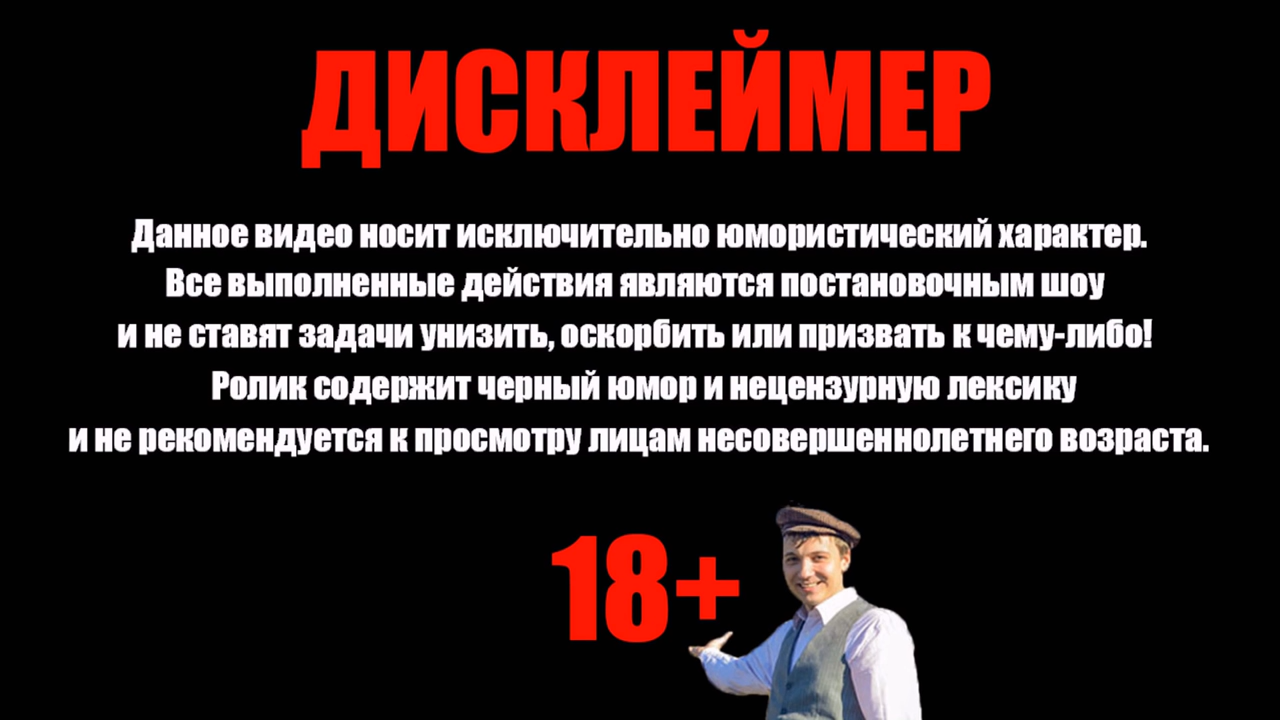 ДИСКЛЕЙМЕР
Данное видео носит исключительно юмористический характер.
Все выполненные действия являются постановочным шоу
и не ставят задачи унизить, оскорбить или призвать к чему-либо!
Ролик содержит черный юмор и нецензурную лексику
и не рекомендуется к просмотру лицам несовершеннолетнего возраста.
18+